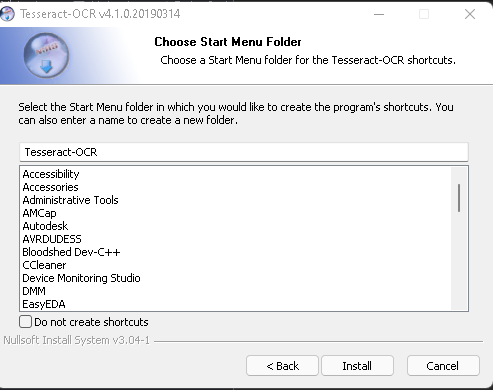 Tesseract-OCR v4.1.0.20190314
Choose Start Menu Folder
Choose a Start Menu folder for the Tesseract-OCR shortcuts.
Select the Start Menu folder in which you would like to create the program's shortcuts. You
can also enter a name to create a new folder.
Tesseract-OCR
Accessibility
Accessories
Administrative Tools
AMCap
Autodesk
AVRDUDESS
Bloodshed Dev-C++
CCleaner
Device Monitoring Studio
DMM
EasyEDA
Do not create shortcuts
Nullsoft Install System v3.04-1
< Back
Install
Cancel